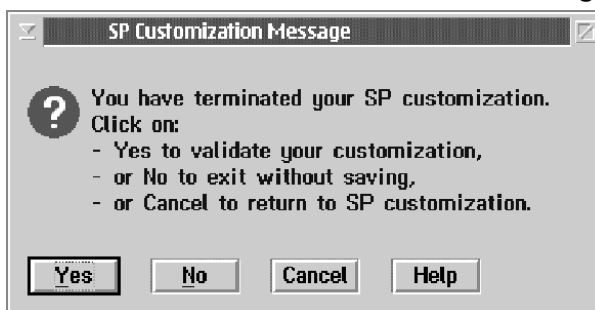 SP Customization Message
You have terminated your SP customization.
Click on:
- Yes to validate your customization,
- or No to exit without saving,
- or Cancel to return to SP customization.
Yes No Cancel Help